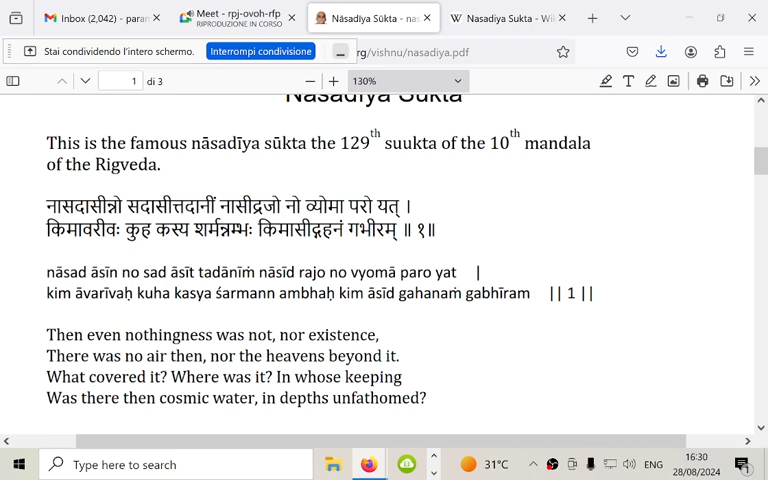 Inbox (2,042) - paran
Meet - rpj-ovoh-rfp
RIPRODUZIONE IN CORSO
Nāsadīya Sūkta - nas
Nasadiya Sukta - Wi
Stai condividendo l'intero schermo.
Interrompi condivisione
rg/vishnu/nasadiya.pdf
1
di 3
130%
Nāsadīya Sūkta
This is the famous nāsadīya sūkta the 129th suukta of the 10th mandala
of the Rigveda.
नासदासीन्नो सदासीत्तदानीं नासीद्रजो नो व्योमा परो यत् ।
किमावरीवः कुह कस्य शर्मन्नम्भः किमासीद्गहनं गभीरम् ॥ १॥
nāsad āsīn no sad āsīt tadānīṁ nāsīd rajo no vyomā paro yat |
kim āvarīvaḥ kuha kasya śarmann ambhaḥ kim āsīd gahanaṁ gabhīram || 1 ||
Then even nothingness was not, nor existence,
There was no air then, nor the heavens beyond it.
What covered it? Where was it? In whose keeping
Was there then cosmic water, in depths unfathomed?
Type here to search
31°C
ENG
16:30
28/08/2024